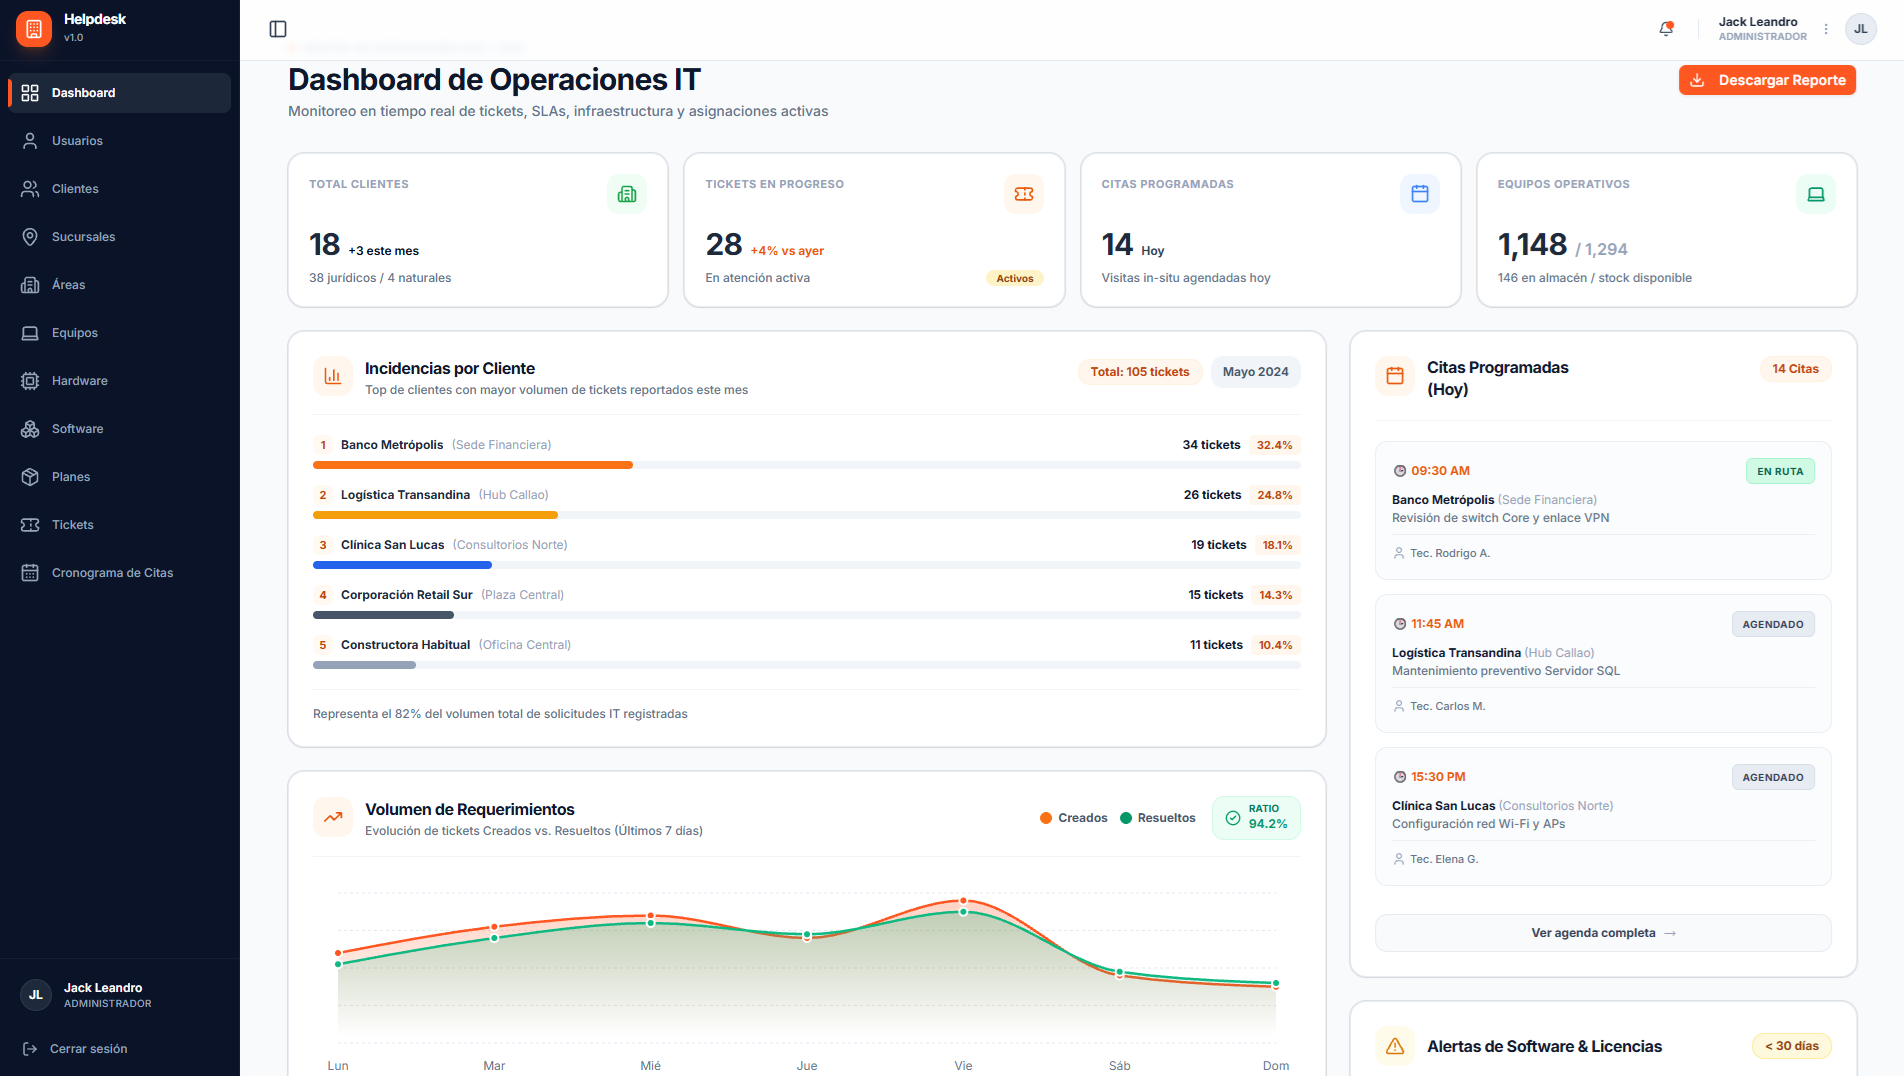 Helpdesk
v1.0
Dashboard
Usuarios
Clientes
Sucursales
Áreas
Equipos
Hardware
Software
Planes
Tickets
Cronograma de Citas
JL
Jack Leandro
ADMINISTRADOR
Cerrar sesión
Jack Leandro
ADMINISTRADOR
JL
Dashboard de Operaciones IT
Monitoreo en tiempo real de tickets, SLAs, infraestructura y asignaciones activas
Descargar Reporte
TOTAL CLIENTES
18 +3 este mes
38 jurídicos / 4 naturales
TICKETS EN PROGRESO
28 +4% vs ayer
En atención activa
Activos
CITAS PROGRAMADAS
14 Hoy
Visitas in-situ agendadas hoy
EQUIPOS OPERATIVOS
1,148 / 1,294
146 en almacén / stock disponible
Incidencias por Cliente
Top de clientes con mayor volumen de tickets reportados este mes
Total: 105 tickets
Mayo 2024
1 Banco Metrópolis (Sede Financiera) 34 tickets 32.4%
2 Logística Transandina (Hub Callao) 26 tickets 24.8%
3 Clínica San Lucas (Consultorios Norte) 19 tickets 18.1%
4 Corporación Retail Sur (Plaza Central) 15 tickets 14.3%
5 Constructora Habitual (Oficina Central) 11 tickets 10.4%
Representa el 82% del volumen total de solicitudes IT registradas
Volumen de Requerimientos
Evolución de tickets Creados vs. Resueltos (Últimos 7 días)
Creados
Resueltos
RATIO
94.2%
Lun Mar Mié Jue Vie Sáb Dom
Citas Programadas
(Hoy)
14 Citas
09:30 AM
EN RUTA
Banco Metrópolis (Sede Financiera)
Revisión de switch Core y enlace VPN
Tec. Rodrigo A.
11:45 AM
AGENDADO
Logística Transandina (Hub Callao)
Mantenimiento preventivo Servidor SQL
Tec. Carlos M.
15:30 PM
AGENDADO
Clínica San Lucas (Consultorios Norte)
Configuración red Wi-Fi y APs
Tec. Elena G.
Ver agenda completa →
Alertas de Software & Licencias
< 30 días